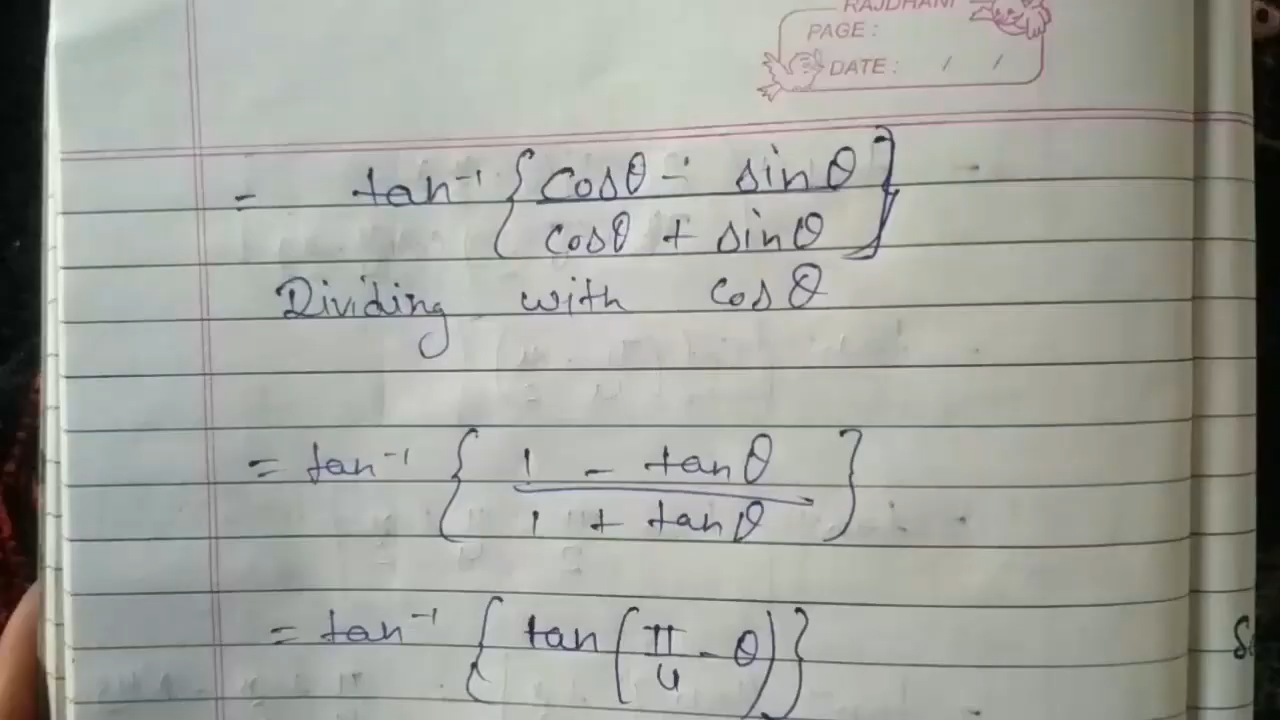 RAJDHANI
PAGE :
DATE : / /
= tan⁻¹ { cosθ - sinθ / cosθ + sinθ }
Dividing with cosθ
= tan⁻¹ { 1 - tanθ / 1 + tanθ }
= tan⁻¹ { tan ( π/4 - θ ) }